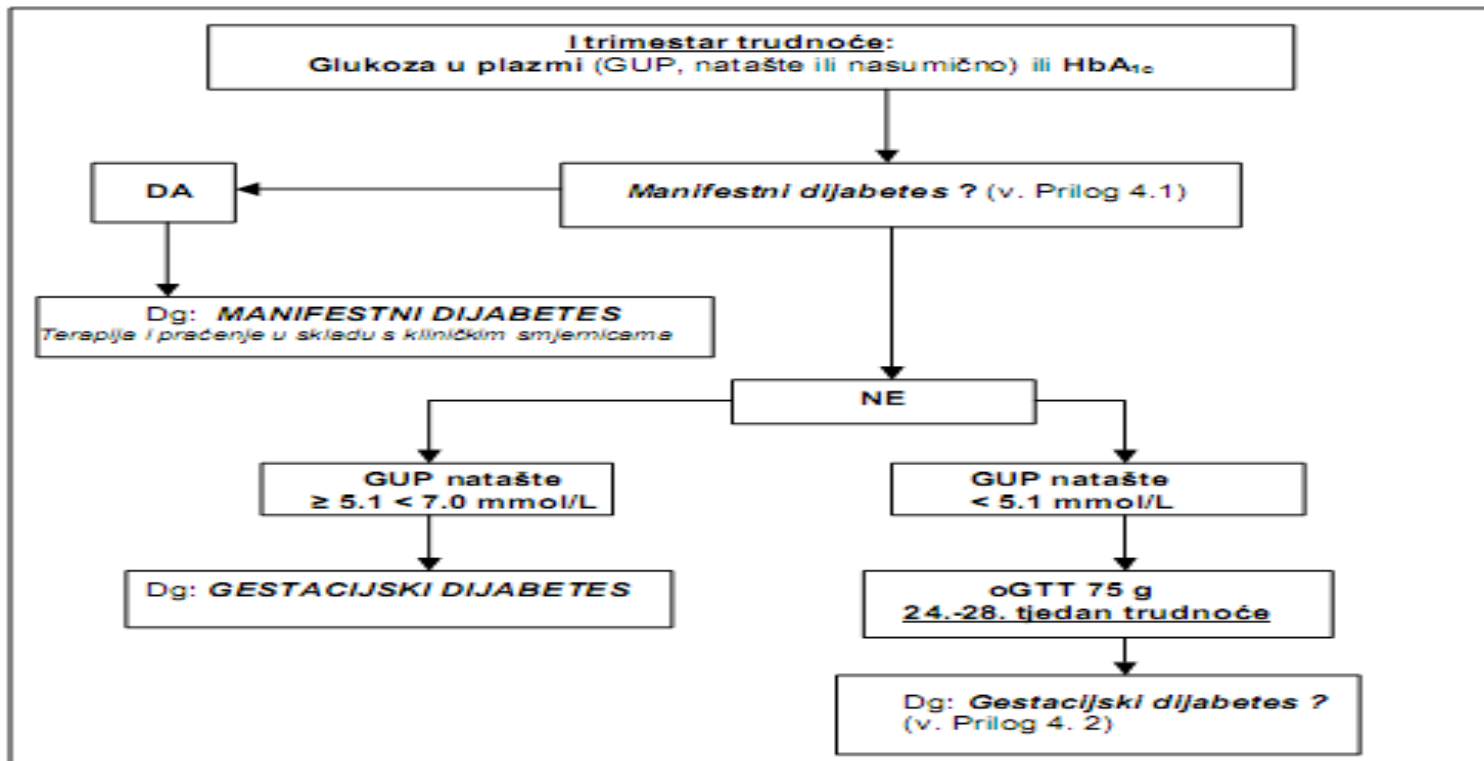 I trimestar trudnoće:
Glukoza u plazmi (GUP, natašte ili nasumično) ili HbA₁c
DA
Manifestni dijabetes ? (v. Prilog 4.1)
Dg: MANIFESTNI DIJABETES
Terapija i praćenje u skladu s kliničkim smjernicama
NE
GUP natašte
≥ 5.1 < 7.0 mmol/L
GUP natašte
< 5.1 mmol/L
Dg: GESTACIJSKI DIJABETES
oGTT 75 g
24.-28. tjedan trudnoće
Dg: Gestacijski dijabetes ?
(v. Prilog 4. 2)